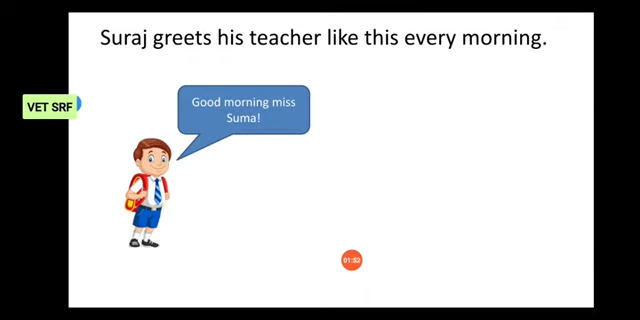 Suraj greets his teacher like this every morning.
Good morning miss
Suma!
VET SRF
01:52